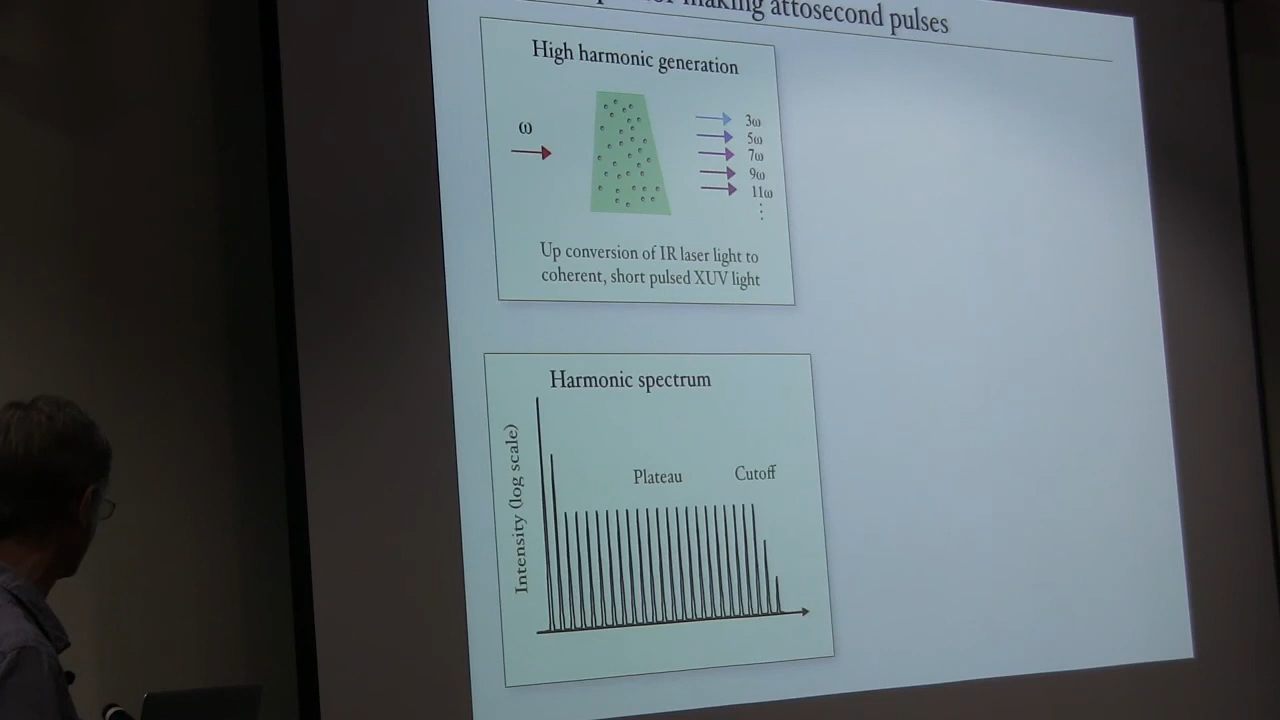 making attosecond pulses
High harmonic generation
ω
3ω
5ω
7ω
9ω
11ω
Up conversion of IR laser light to
coherent, short pulsed XUV light
Harmonic spectrum
Intensity (log scale)
Plateau
Cutoff